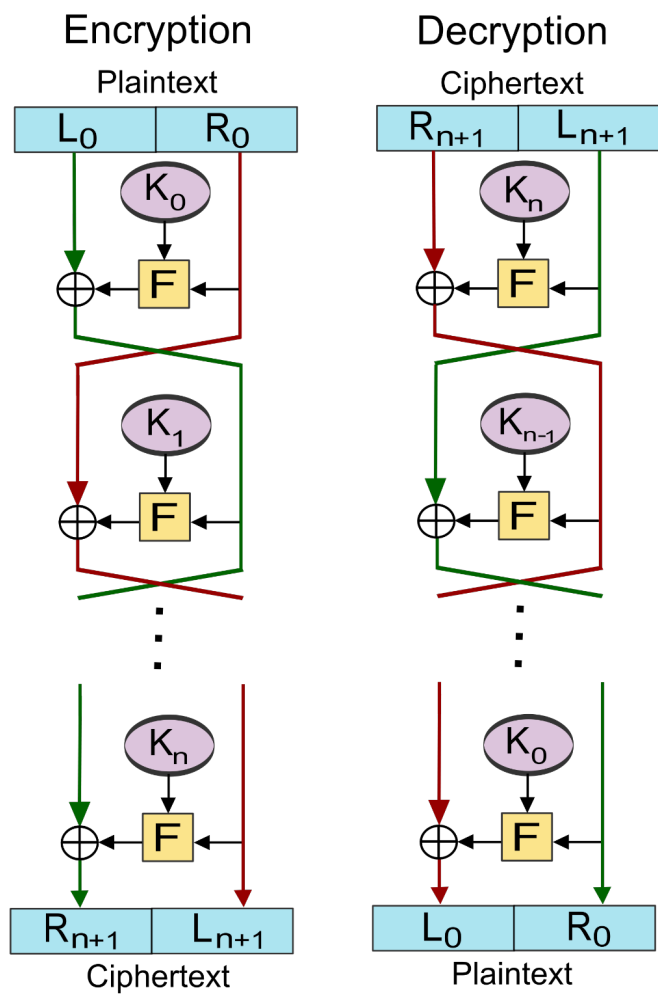 Encryption
Plaintext
L₀ R₀
K₀
F
K₁
F
Kₙ
F
Rₙ₊₁ Lₙ₊₁
Ciphertext
Decryption
Ciphertext
Rₙ₊₁ Lₙ₊₁
Kₙ
F
Kₙ₋₁
F
K₀
F
L₀ R₀
Plaintext